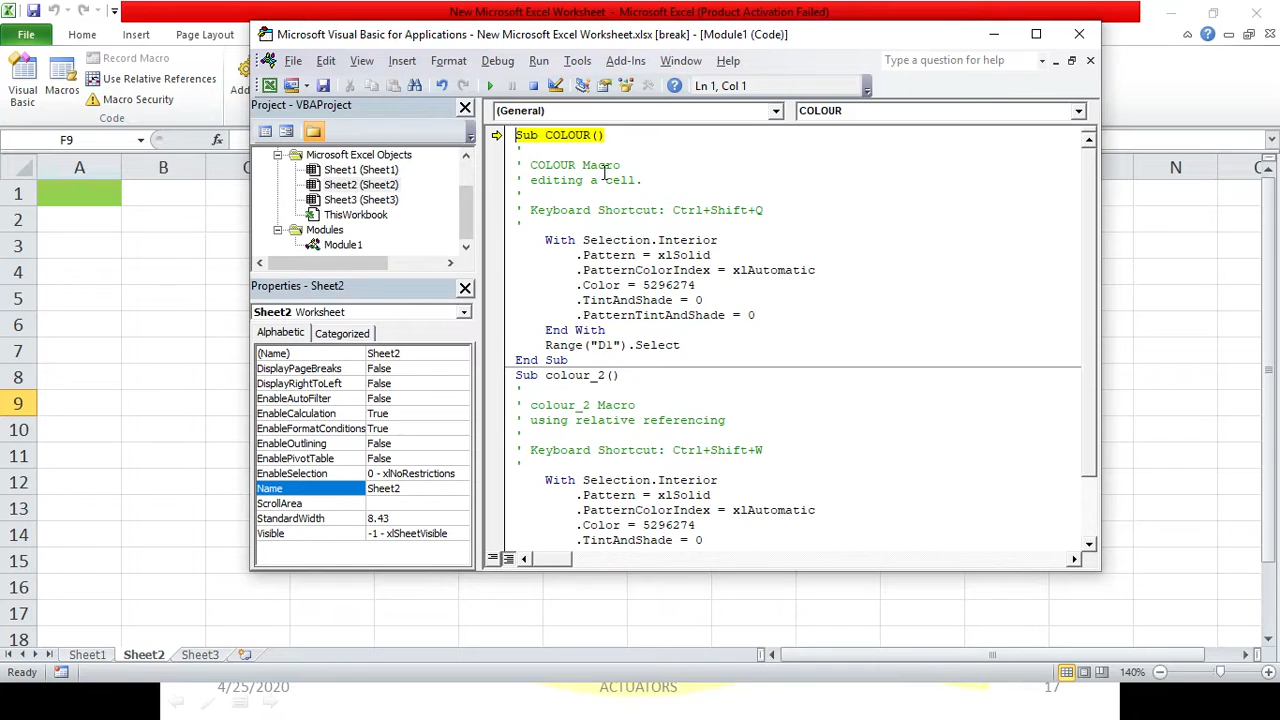 New Microsoft Excel Worksheet - Microsoft Excel (Product Activation Failed)
File Home Insert Page Layout
Microsoft Visual Basic for Applications - New Microsoft Excel Worksheet.xlsx [break] - [Module1 (Code)]
File Edit View Insert Format Debug Run Tools Add-Ins Window Help
Type a question for help
Record Macro
Use Relative References
Macro Security
Visual Basic
Macros
Add
Code
Ln 1, Col 1
Project - VBAProject
(General)
COLOUR
F9
Microsoft Excel Objects
Sheet1 (Sheet1)
Sheet2 (Sheet2)
Sheet3 (Sheet3)
ThisWorkbook
Modules
Module1
Properties - Sheet2
Sheet2 Worksheet
Alphabetic Categorized
(Name) Sheet2
DisplayPageBreaks False
DisplayRightToLeft False
EnableAutoFilter False
EnableCalculation True
EnableFormatConditions True
EnableOutlining False
EnablePivotTable False
EnableSelection 0 - xlNoRestrictions
Name Sheet2
ScrollArea
StandardWidth 8.43
Visible -1 - xlSheetVisible
Sub COLOUR()
'
' COLOUR Macro
' editing a cell.
'
' Keyboard Shortcut: Ctrl+Shift+Q
'
With Selection.Interior
.Pattern = xlSolid
.PatternColorIndex = xlAutomatic
.Color = 5296274
.TintAndShade = 0
.PatternTintAndShade = 0
End With
Range("D1").Select
End Sub
Sub colour_2()
'
' colour_2 Macro
' using relative referencing
'
' Keyboard Shortcut: Ctrl+Shift+W
'
With Selection.Interior
.Pattern = xlSolid
.PatternColorIndex = xlAutomatic
.Color = 5296274
.TintAndShade = 0
A B N
1
2
3
4
5
6
7
8
9
10
11
12
13
14
15
16
17
18
Sheet1 Sheet2 Sheet3
Ready
140%
4/25/2020 ACTUATORS 17